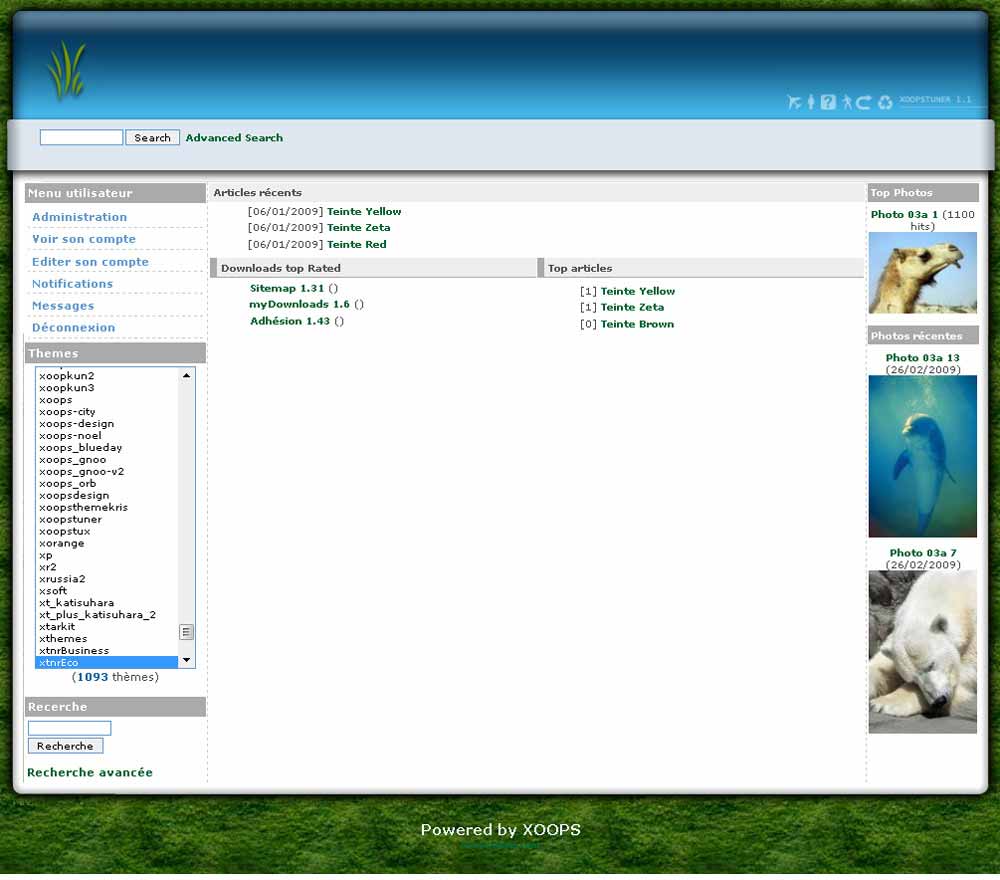 XOOPSTUNER 1.1
Search Advanced Search
Menu utilisateur
Administration
Voir son compte
Editer son compte
Notifications
Messages
Déconnexion
Themes
xoopkun2
xoopkun3
xoops
xoops-city
xoops-design
xoops-noel
xoops_blueday
xoops_gnoo
xoops_gnoo-v2
xoops_orb
xoopsdesign
xoopsthemekris
xoopstuner
xoopstux
xorange
xp
xr2
xrussia2
xsoft
xt_katisuhara
xt_plus_katisuhara_2
xtarkit
xthemes
xtnrBusiness
xtnrEco
(1093 thèmes)
Recerche
Recherche
Recherche avancée
Articles récents
[06/01/2009] Teinte Yellow
[06/01/2009] Teinte Zeta
[06/01/2009] Teinte Red
Downloads top Rated
Sitemap 1.31 ()
myDownloads 1.6 ()
Adhésion 1.43 ()
Top articles
[1] Teinte Yellow
[1] Teinte Zeta
[0] Teinte Brown
Top Photos
Photo 03a 1 (1100
hits)
Photos récentes
Photo 03a 13
(26/02/2009)
Photo 03a 7
(26/02/2009)
Powered by XOOPS